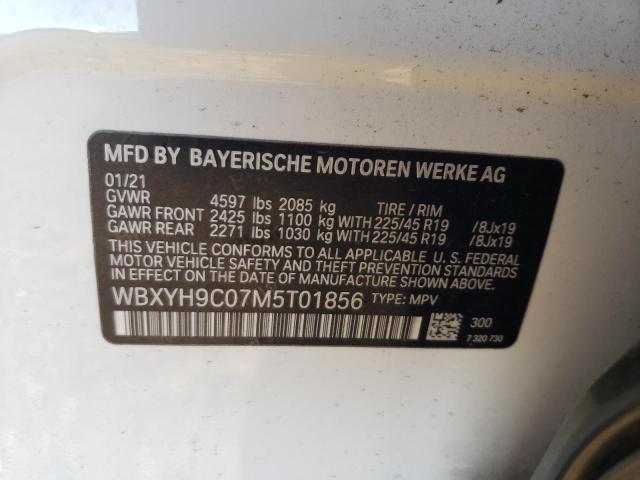 MFD BY BAYERISCHE MOTOREN WERKE AG
01/21
GVWR 4597 lbs 2085 kg TIRE / RIM
GAWR FRONT 2425 lbs 1100 kg WITH 225/45 R19 /8Jx19
GAWR REAR 2271 lbs 1030 kg WITH 225/45 R19 /8Jx19
THIS VEHICLE CONFORMS TO ALL APPLICABLE U. S. FEDERAL
MOTOR VEHICLE SAFETY, BUMPER, AND THEFT PREVENTION
STANDARDS IN EFFECT ON THE DATE OF MANUFACTURE SHOWN ABOVE.
WBXYH9C07M5T01856 TYPE: MPV
300
7 320 730